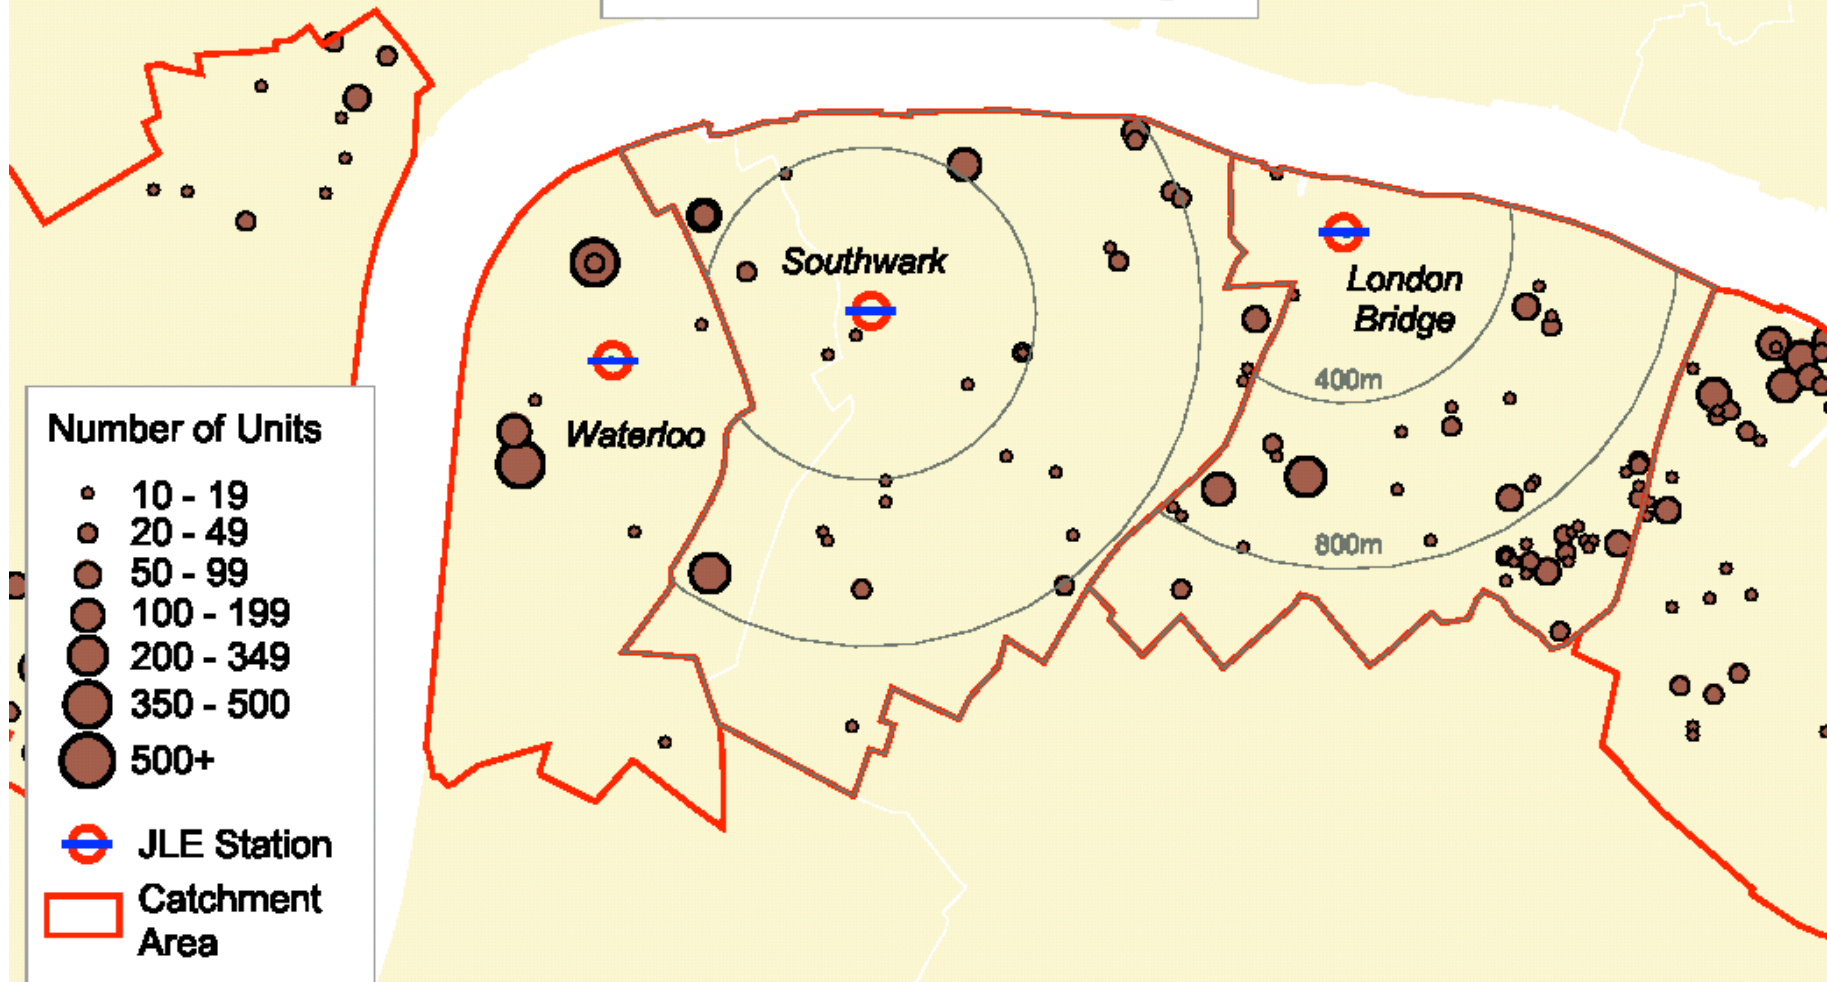 Southwark
London
Bridge
400m
Waterloo
800m
Number of Units
10 - 19
20 - 49
50 - 99
100 - 199
200 - 349
350 - 500
500+
JLE Station
Catchment
Area